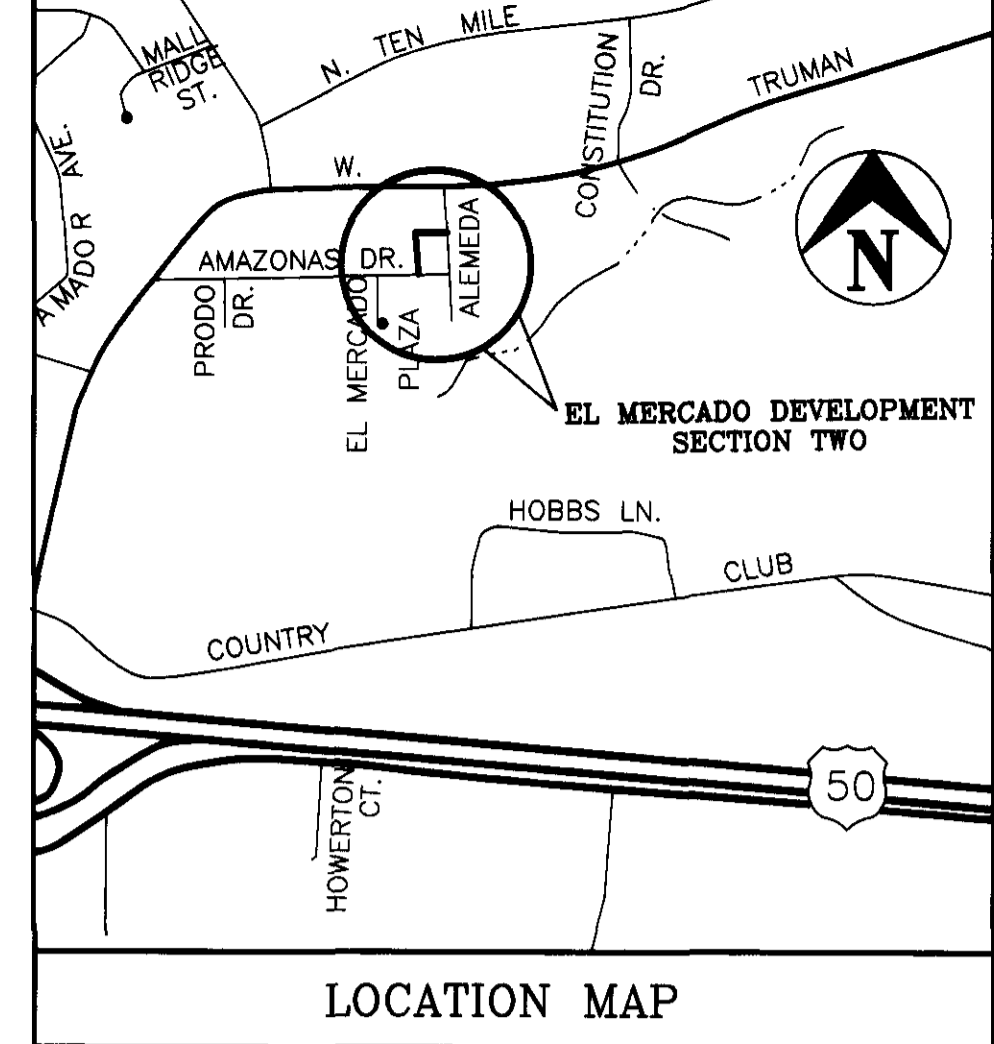 MALL
RIDGE
ST.
N. TEN MILE
CONSTITUTION
DR.
TRUMAN
AMADOR AVE.
W.
AMAZONAS DR.
ALEMEDA
PRODO
DR.
EL MERCADO
PLAZA
N
EL MERCADO DEVELOPMENT
SECTION TWO
HOBBS LN.
COUNTRY CLUB
50
HOWERTON
CT.
LOCATION MAP